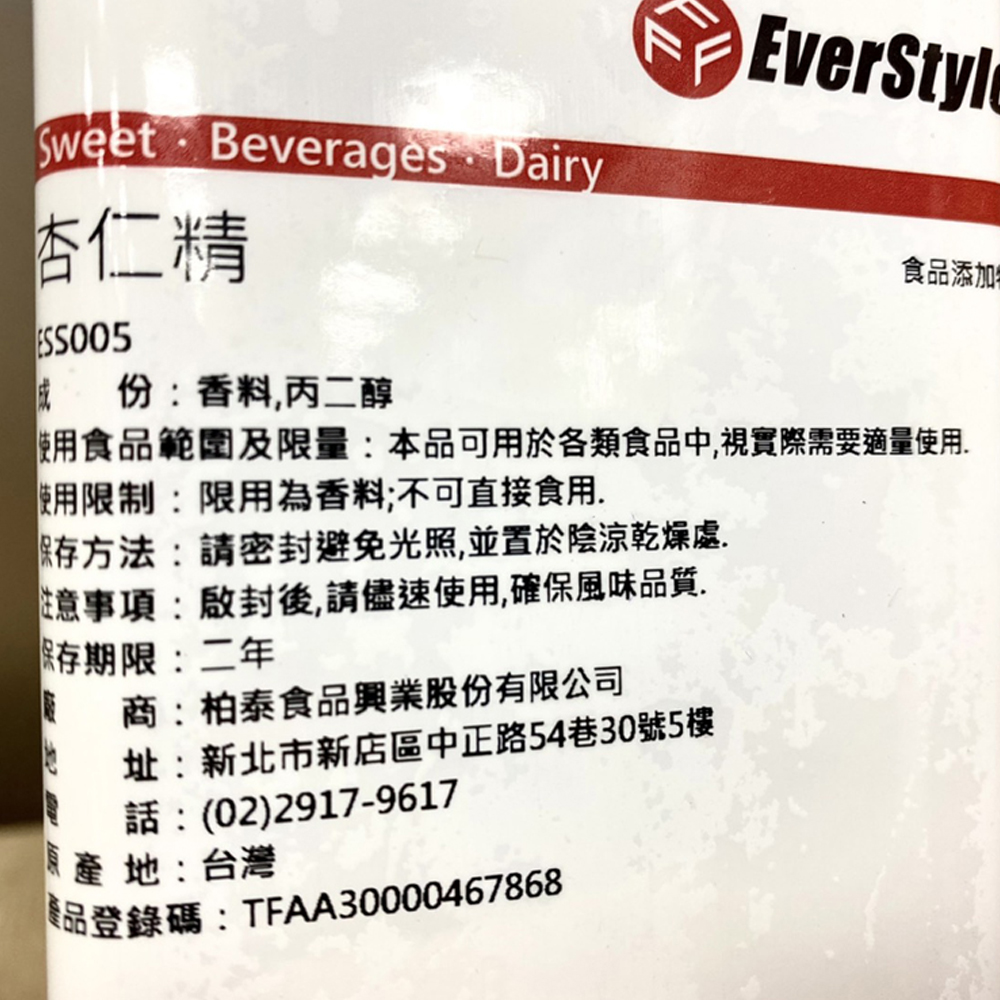 FFF
EverStyle
Sweet · Beverages · Dairy
杏仁精
食品添加物
ESS005
成 份：香料,丙二醇
使用食品範圍及限量：本品可用於各類食品中,視實際需要適量使用.
使用限制：限用為香料;不可直接食用.
保存方法：請密封避免光照,並置於陰涼乾燥處.
注意事項：啟封後,請儘速使用,確保風味品質.
保存期限：二年
廠 商：柏泰食品興業股份有限公司
地 址：新北市新店區中正路54巷30號5樓
電 話：(02)2917-9617
原 產 地：台灣
產品登錄碼：TFAA30000467868